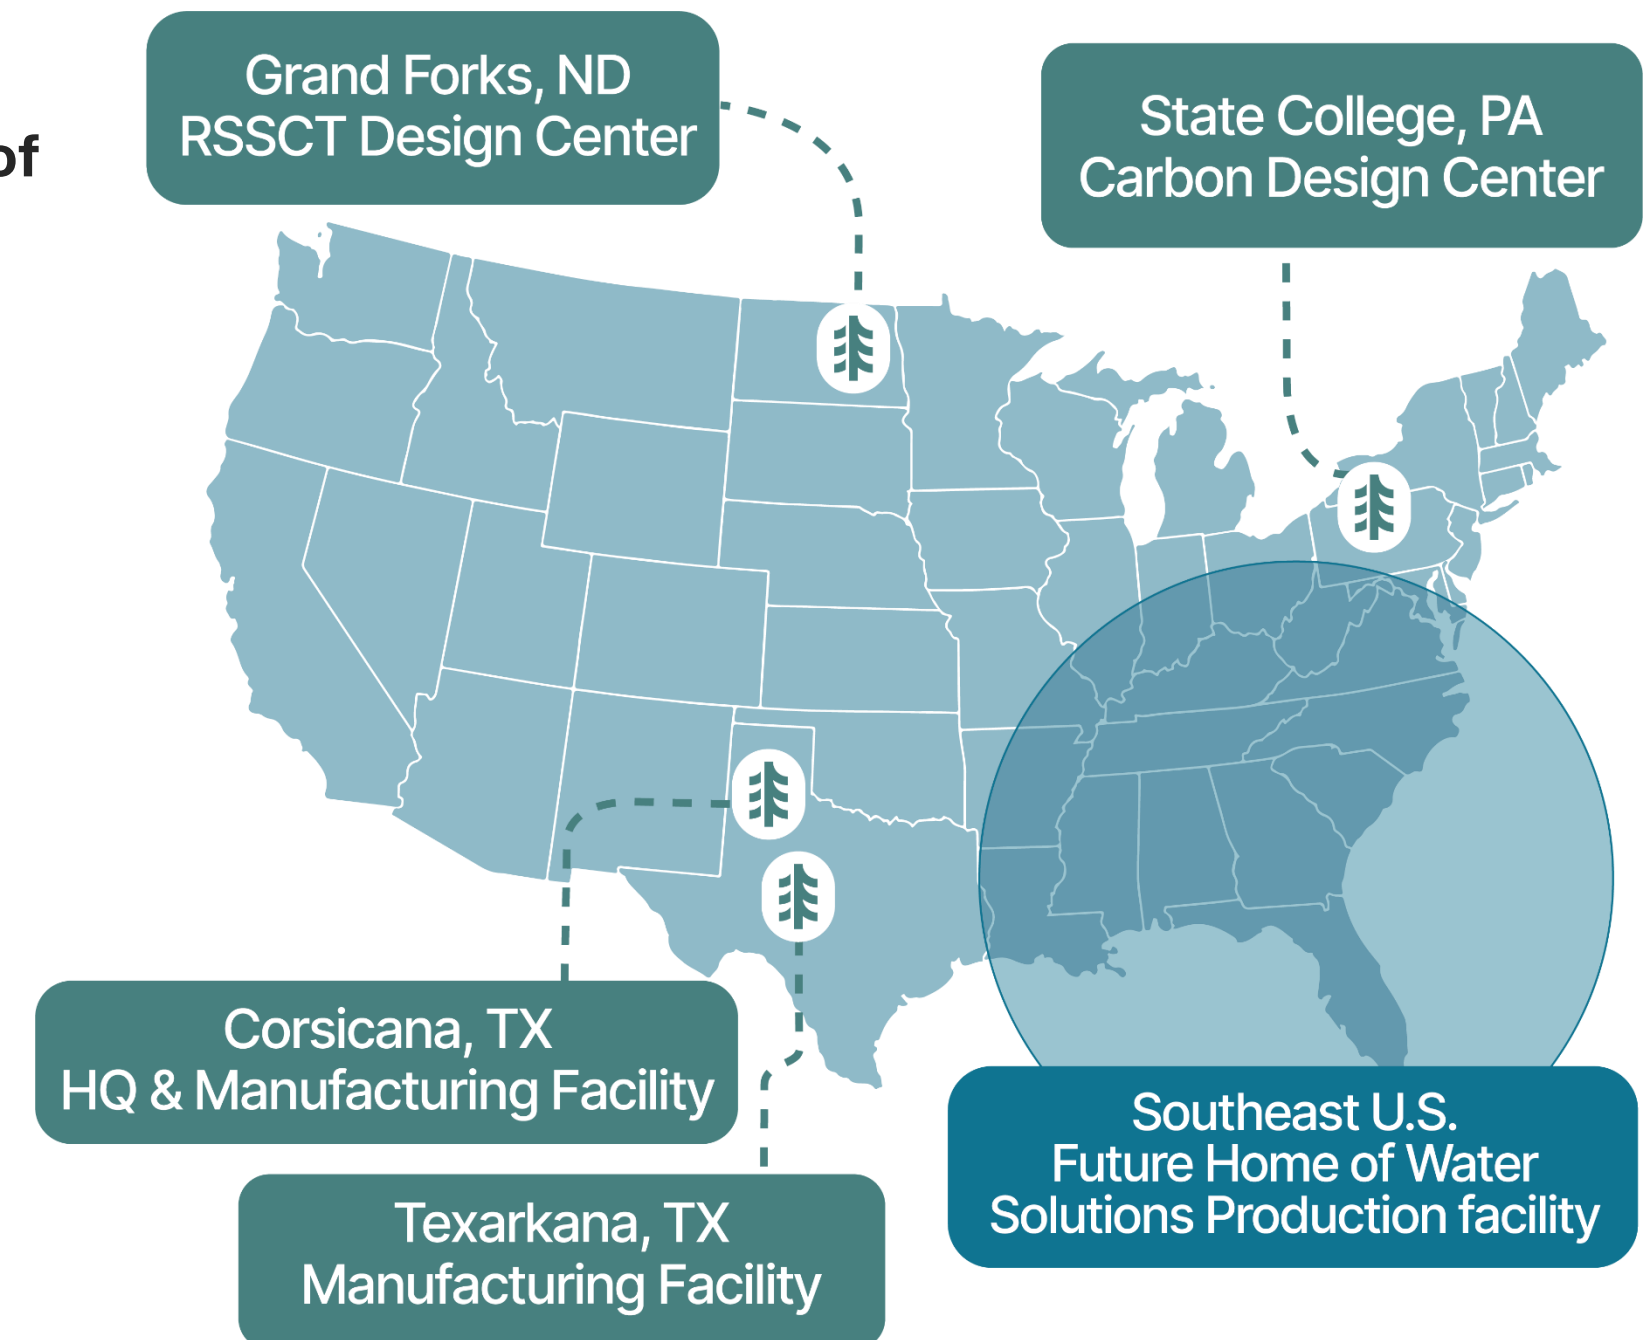 of
Grand Forks, ND
RSSCT Design Center
State College, PA
Carbon Design Center
Corsicana, TX
HQ & Manufacturing Facility
Texarkana, TX
Manufacturing Facility
Southeast U.S.
Future Home of Water
Solutions Production facility